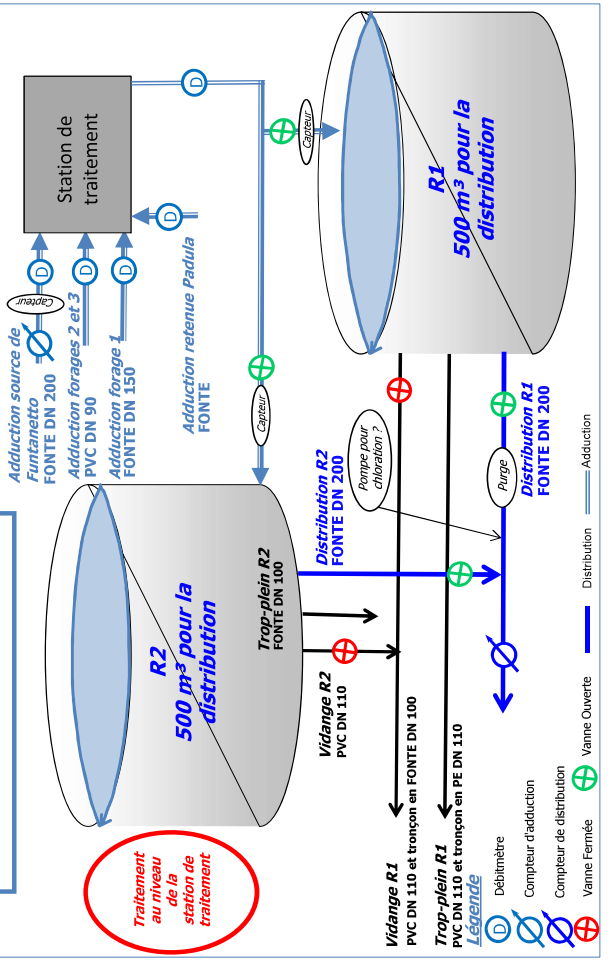 Adduction source de
Funtanetto
FONTE DN 200
Capteur
D
Adduction forages 2 et 3
PVC DN 90
D
Adduction forage 1
FONTE DN 150
D
Adduction retenue Padula
FONTE
D
Station de
traitement
D
Capteur
Capteur
R2
500 m³ pour la
distribution
R1
500 m³ pour la
distribution
Traitement
au niveau
de la
station de
traitement
Trop-plein R2
FONTE DN 100
Vidange R2
PVC DN 110
Distribution R2
FONTE DN 200
Pompe pour
chloration ?
Purge
Distribution R1
FONTE DN 200
Vidange R1
PVC DN 110 et tronçon en FONTE DN 100
Trop-plein R1
PVC DN 110 et tronçon en PE DN 110
Légende
D
Débitmètre
Compteur d'adduction
Compteur de distribution
Vanne Fermée
Vanne Ouverte
Distribution
Adduction